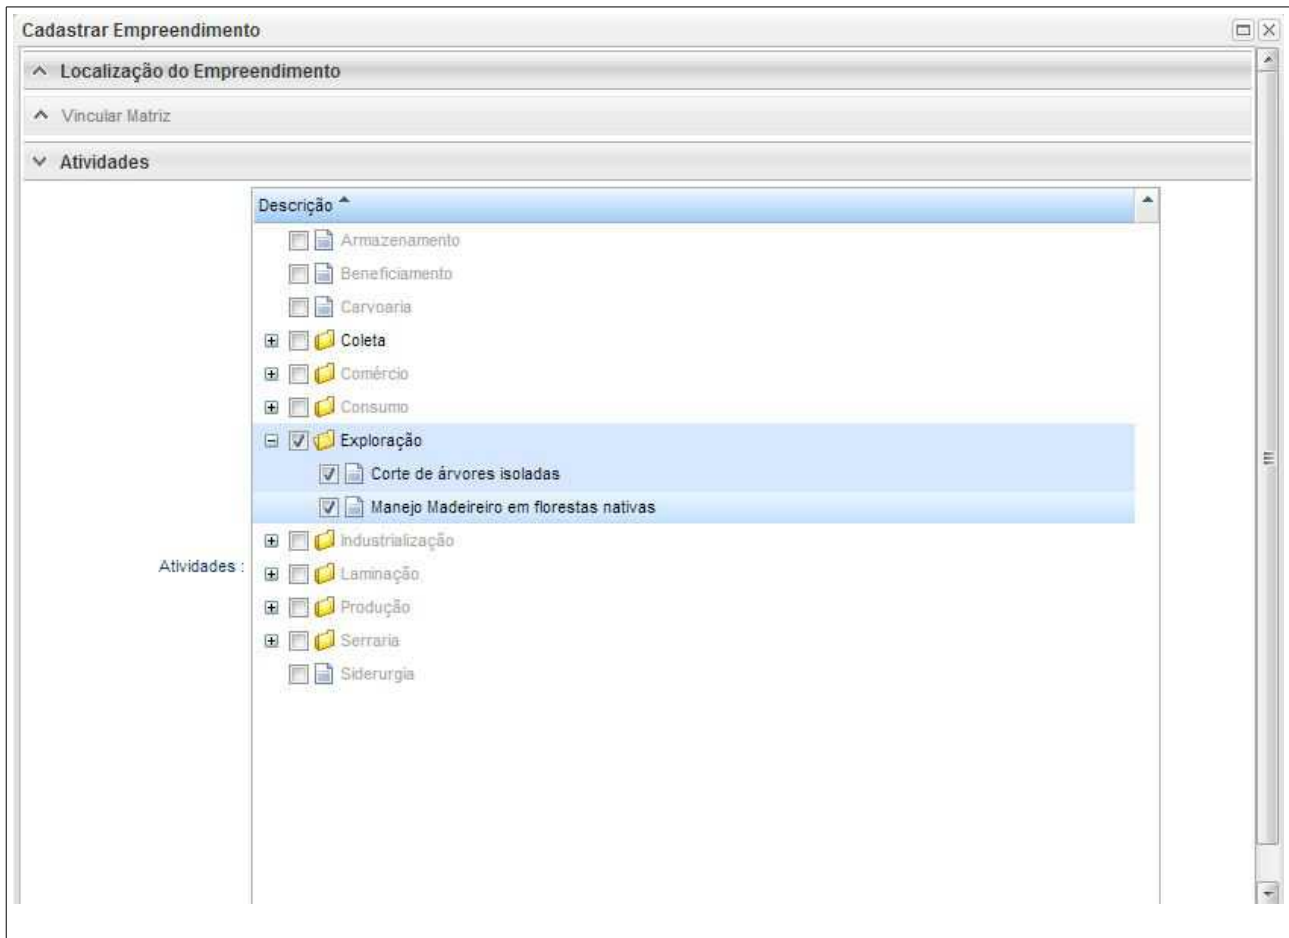 Cadastrar Empreendimento
Localização do Empreendimento
Vincular Matriz
Atividades
Descrição
Armazenamento
Beneficiamento
Carvoaria
Coleta
Comércio
Consumo
Exploração
Corte de árvores isoladas
Manejo Madeireiro em florestas nativas
Industrialização
Atividades :
Laminação
Produção
Serraria
Siderurgia